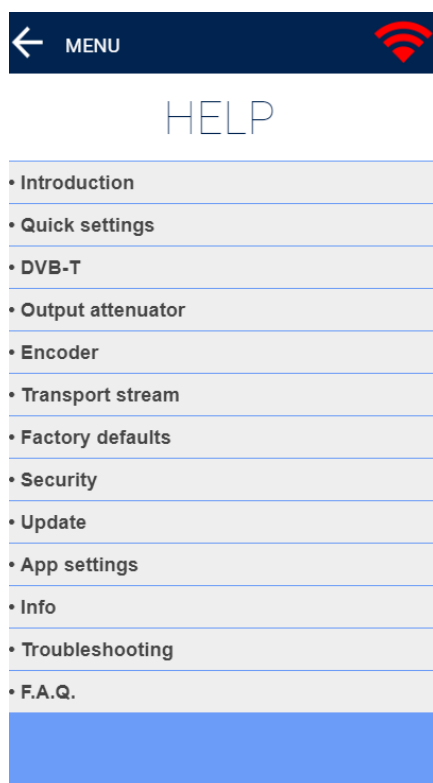 MENU
HELP
• Introduction
• Quick settings
• DVB-T
• Output attenuator
• Encoder
• Transport stream
• Factory defaults
• Security
• Update
• App settings
• Info
• Troubleshooting
• F.A.Q.